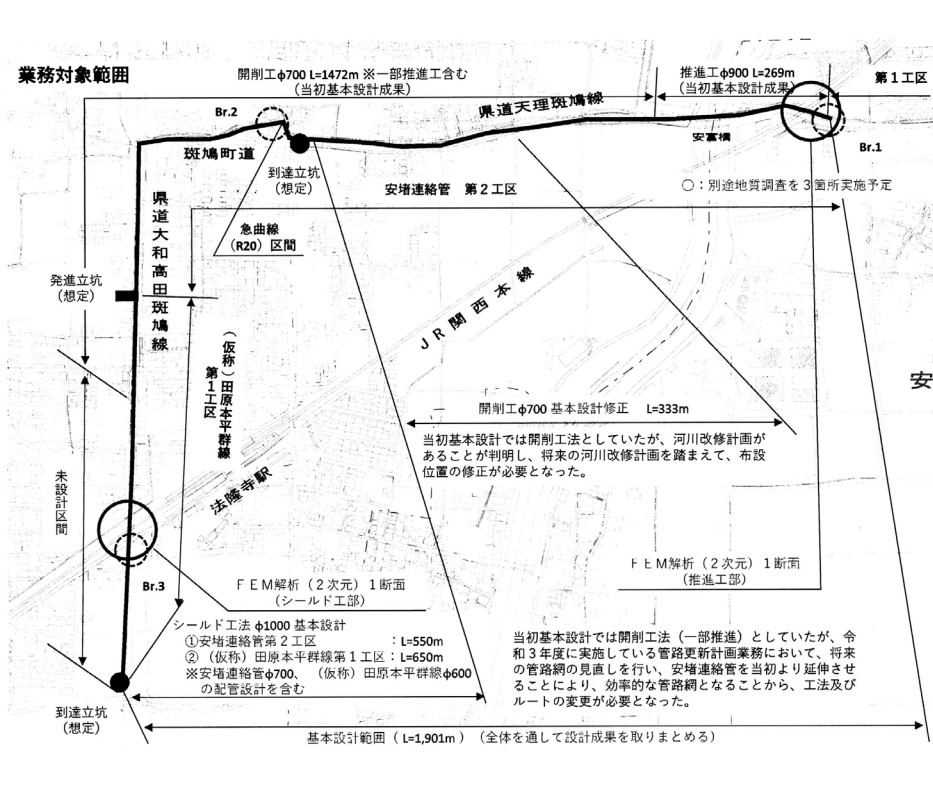 業務対象範囲
開削工φ700 L=1472m ※一部推進工含む
(当初基本設計成果)
推進工φ900 L=269m
(当初基本設計成果)
第1工区
Br.2
県道天理斑鳩線
安富橋
Br.1
斑鳩町道
到達立坑
(想定)
安堵連絡管 第2工区
○:別途地質調査を3箇所実施予定
県道大和高田斑鳩線
急曲線
(R20)区間
発進立坑
(想定)
JR関西本線
(仮称)田原本平群線
第1工区
安
開削工φ700 基本設計修正 L=333m
当初基本設計では開削工法としていたが、河川改修計画が
あることが判明し、将来の河川改修計画を踏まえて、布設
位置の修正が必要となった。
未設計区間
法隆寺駅
Br.3
FEM解析(2次元)1断面
(シールド工部)
FEM解析(2次元)1断面
(推進工部)
シールド工法 φ1000 基本設計
①安堵連絡管第2工区 :L=550m
②(仮称)田原本平群線第1工区:L=650m
※安堵連絡管φ700、(仮称)田原本平群線φ600
の配管設計を含む
当初基本設計では開削工法(一部推進)としていたが、令
和3年度に実施している管路更新計画業務において、将来
の管路網の見直しを行い、安堵連絡管を当初より延伸させ
ることにより、効率的な管路網となることから、工法及び
ルートの変更が必要となった。
到達立坑
(想定)
基本設計範囲(L=1,901m)(全体を通して設計成果を取りまとめる)